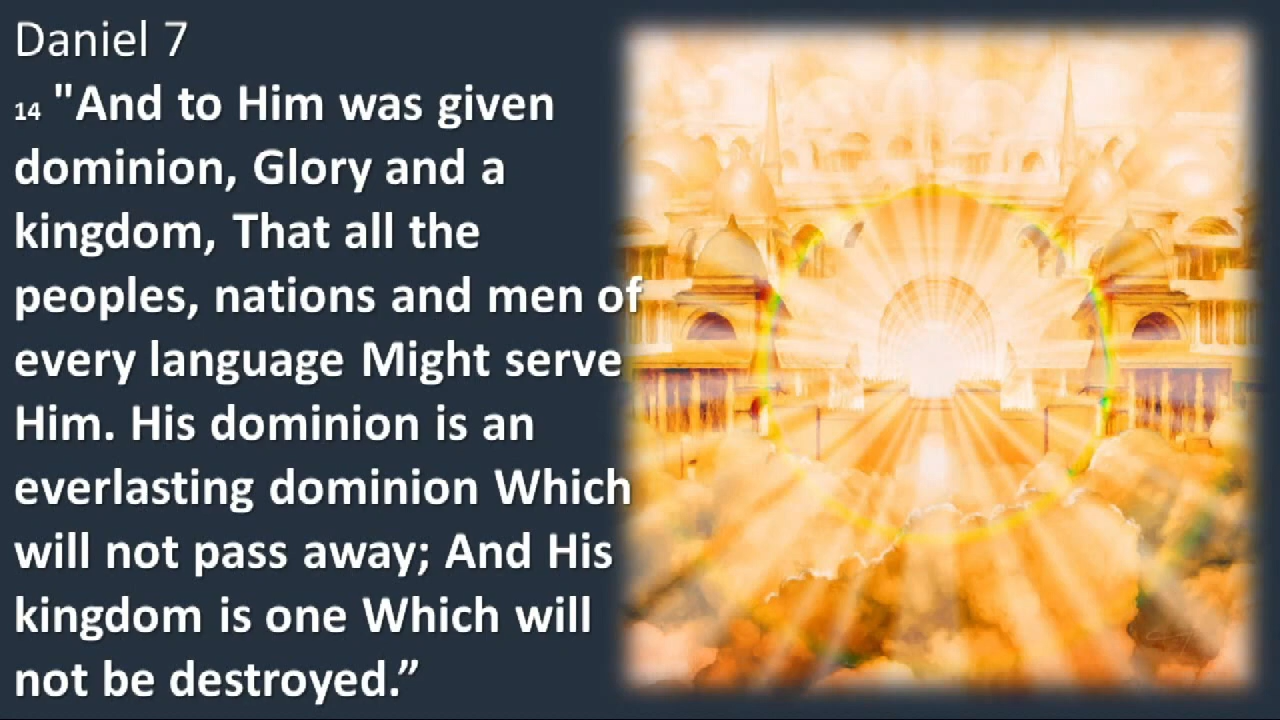 Daniel 7
14 "And to Him was given
dominion, Glory and a
kingdom, That all the
peoples, nations and men of
every language Might serve
Him. His dominion is an
everlasting dominion Which
will not pass away; And His
kingdom is one Which will
not be destroyed.”